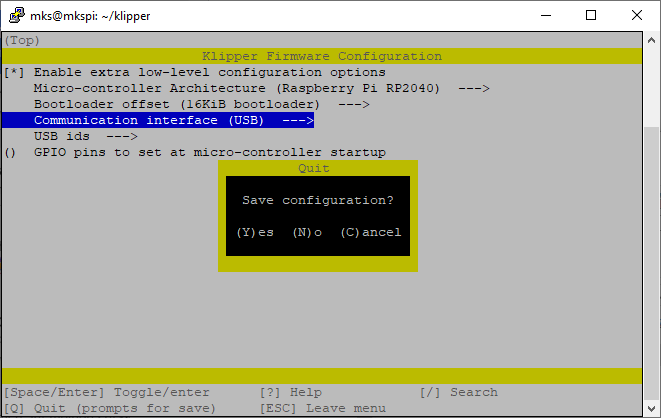 mks@mkspi: ~/klipper
(Top)
Klipper Firmware Configuration
[*] Enable extra low-level configuration options
Micro-controller Architecture (Raspberry Pi RP2040)  --->
Bootloader offset (16KiB bootloader)  --->
Communication interface (USB)  --->
USB ids  --->
()  GPIO pins to set at micro-controller startup
Quit
Save configuration?
(Y)es  (N)o  (C)ancel
[Space/Enter] Toggle/enter  [?] Help  [/] Search
[Q] Quit (prompts for save)  [ESC] Leave menu